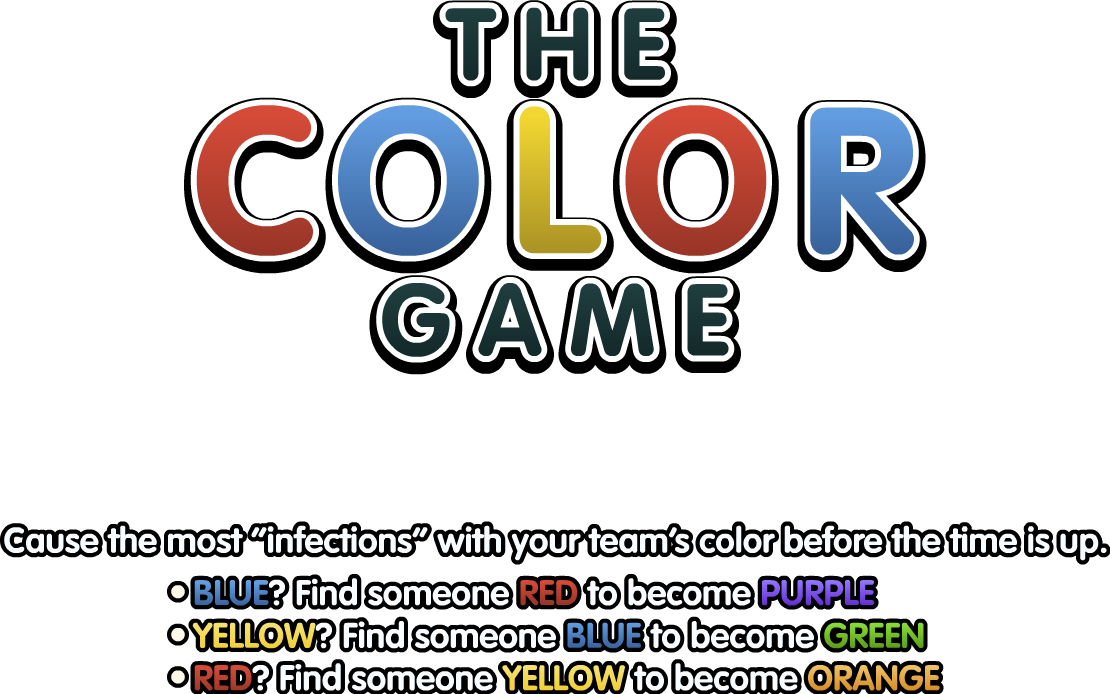 THE
COLOR
GAME
Cause the most “infections” with your team’s color before the time is up.
• BLUE? Find someone RED to become PURPLE
• YELLOW? Find someone BLUE to become GREEN
• RED? Find someone YELLOW to become ORANGE